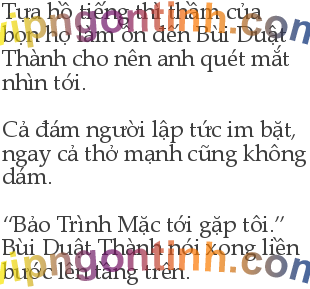 Tựa hồ tiếng thì thầm của
bọn họ làm ồn đến Bùi Duật
Thành cho nên anh quét mắt
nhìn tới.
Cả đám người lập tức im bặt,
ngay cả thở mạnh cũng không
dám.
“Bảo Trình Mặc tới gặp tôi.”
Bùi Duật Thành nói xong liền
bước lên tầng trên.